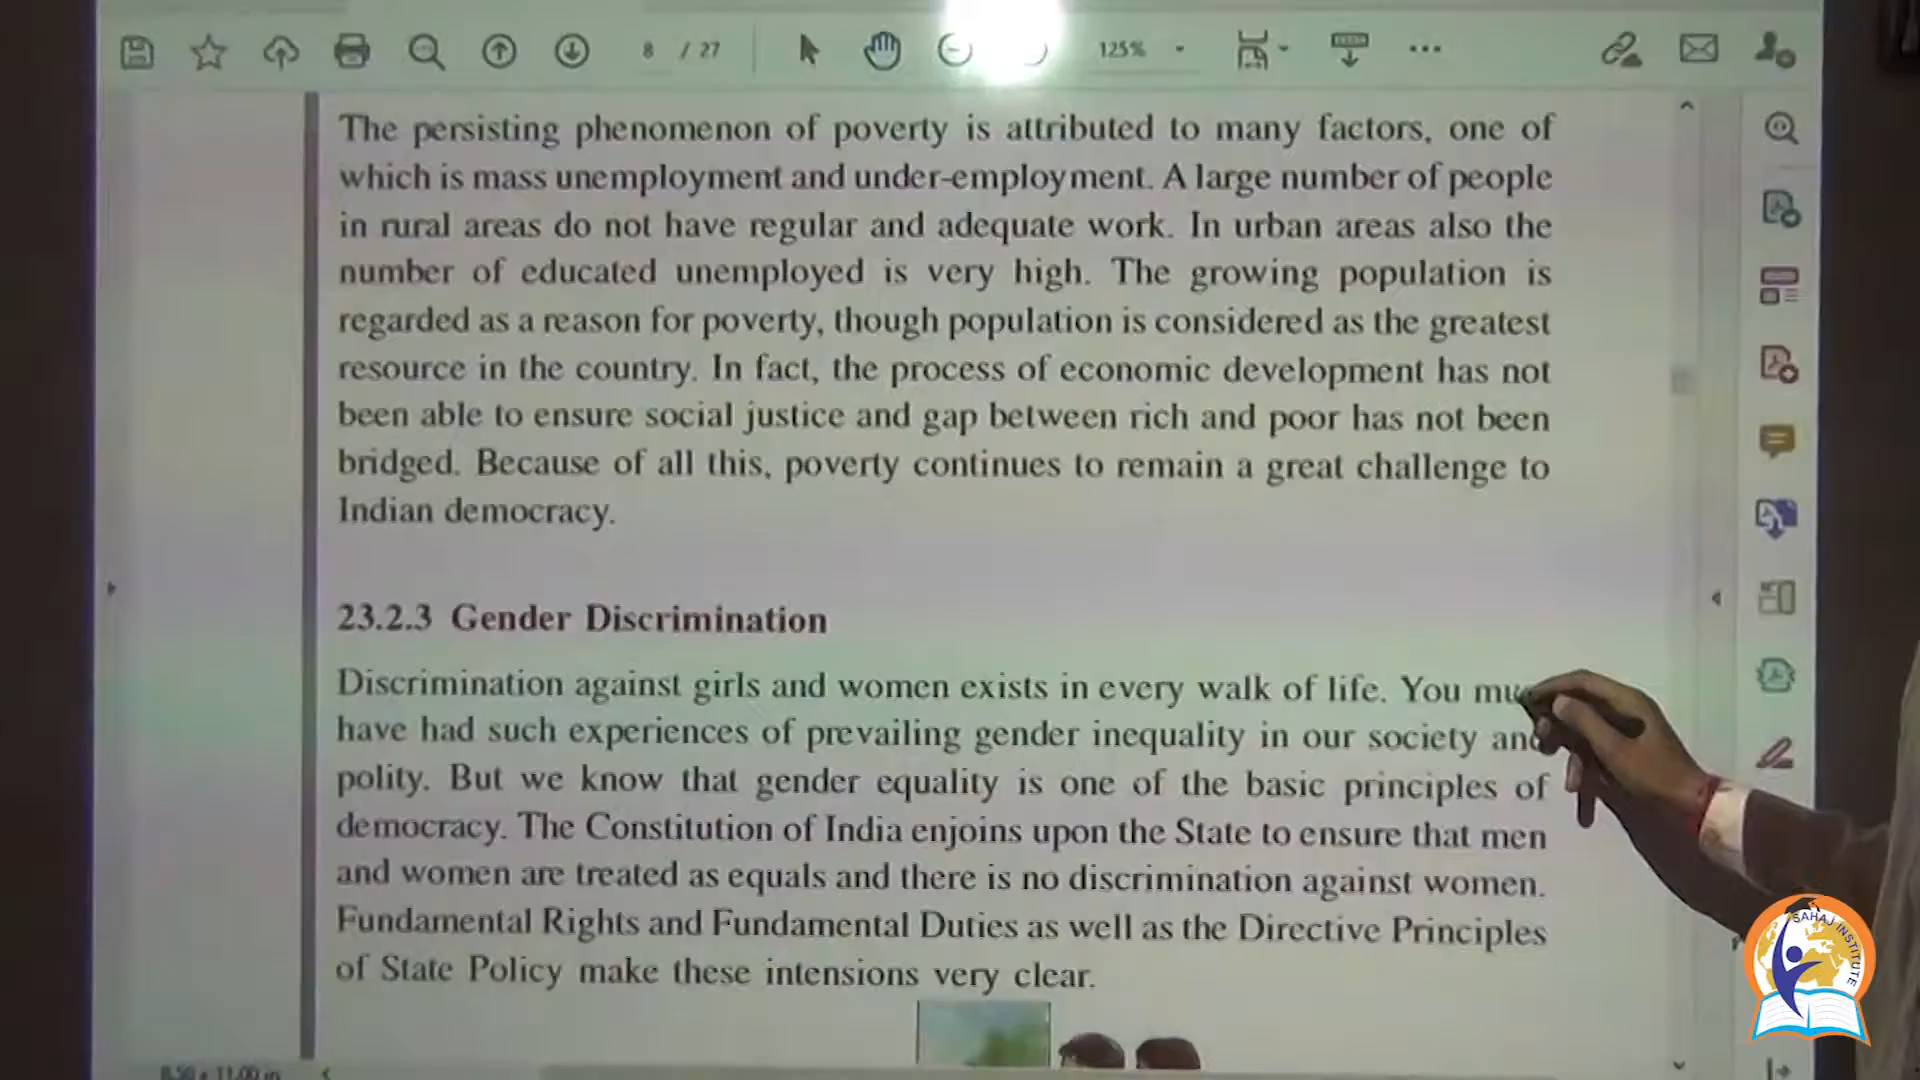 8 / 27
125%
The persisting phenomenon of poverty is attributed to many factors, one of
which is mass unemployment and under-employment. A large number of people
in rural areas do not have regular and adequate work. In urban areas also the
number of educated unemployed is very high. The growing population is
regarded as a reason for poverty, though population is considered as the greatest
resource in the country. In fact, the process of economic development has not
been able to ensure social justice and gap between rich and poor has not been
bridged. Because of all this, poverty continues to remain a great challenge to
Indian democracy.
23.2.3 Gender Discrimination
Discrimination against girls and women exists in every walk of life. You
have had such experiences of prevailing gender inequality in our society and
polity. But we know that gender equality is one of the basic principles of
democracy. The Constitution of India enjoins upon the State to ensure that men
and women are treated as equals and there is no discrimination against women.
Fundamental Rights and Fundamental Duties as well as the Directive Principles
of State Policy make these intensions very clear.
8.50 x 11.00 in
SAHAJ INSTITUTE